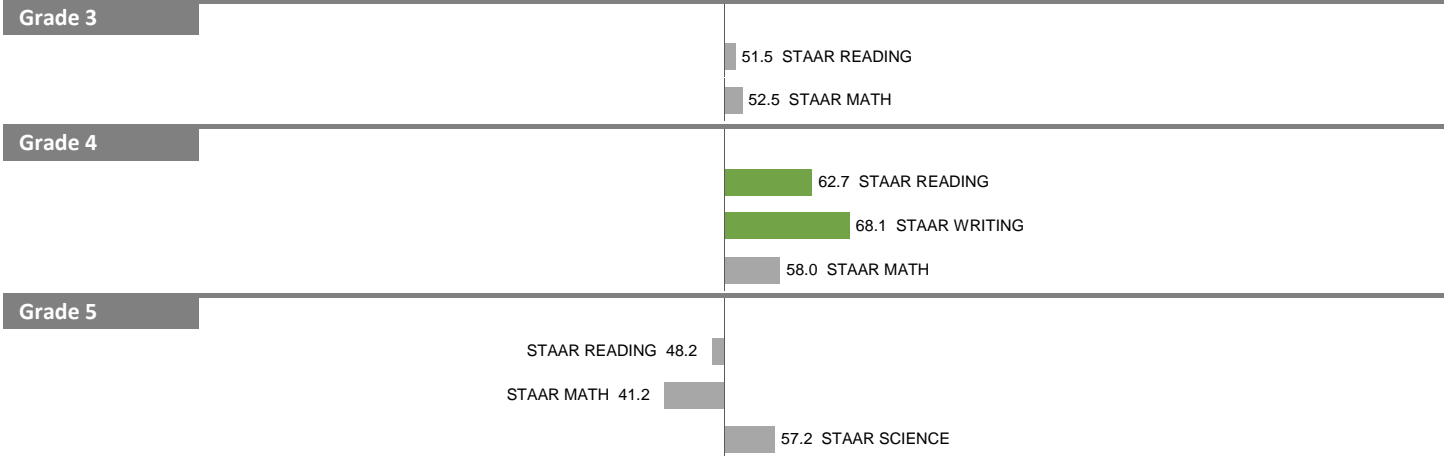 Grade 3
51.5 STAAR READING
52.5 STAAR MATH
Grade 4
62.7 STAAR READING
68.1 STAAR WRITING
58.0 STAAR MATH
Grade 5
STAAR READING 48.2
STAAR MATH 41.2
57.2 STAAR SCIENCE